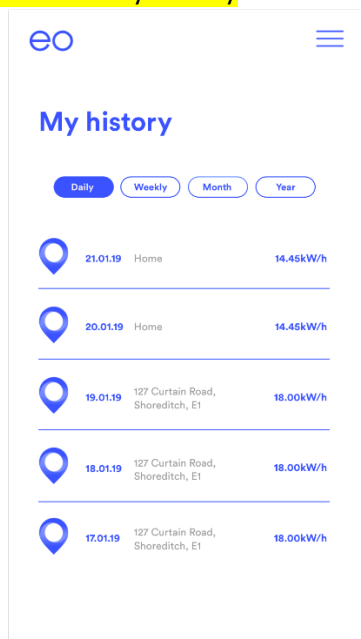 eo
My history
Daily Weekly Month Year
21.01.19 Home 14.45kW/h
20.01.19 Home 14.45kW/h
19.01.19 127 Curtain Road, 18.00kW/h
Shoreditch, E1
18.01.19 127 Curtain Road, 18.00kW/h
Shoreditch, E1
17.01.19 127 Curtain Road, 18.00kW/h
Shoreditch, E1